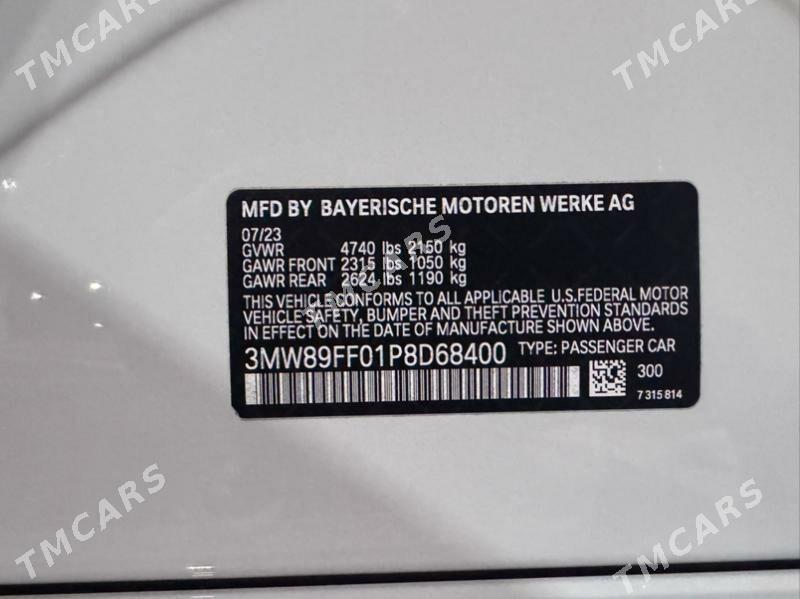 TMCARS
TMCARS
MFD BY BAYERISCHE MOTOREN WERKE AG
07/23
GVWR 4740 lbs 2150 kg
GAWR FRONT 2315 lbs 1050 kg
GAWR REAR 2624 lbs 1190 kg
THIS VEHICLE CONFORMS TO ALL APPLICABLE U.S.FEDERAL MOTOR
VEHICLE SAFETY, BUMPER AND THEFT PREVENTION STANDARDS
IN EFFECT ON THE DATE OF MANUFACTURE SHOWN ABOVE.
TMCARS
3MW89FF01P8D68400 TYPE: PASSENGER CAR
300
7315814
TMCARS
TMCARS